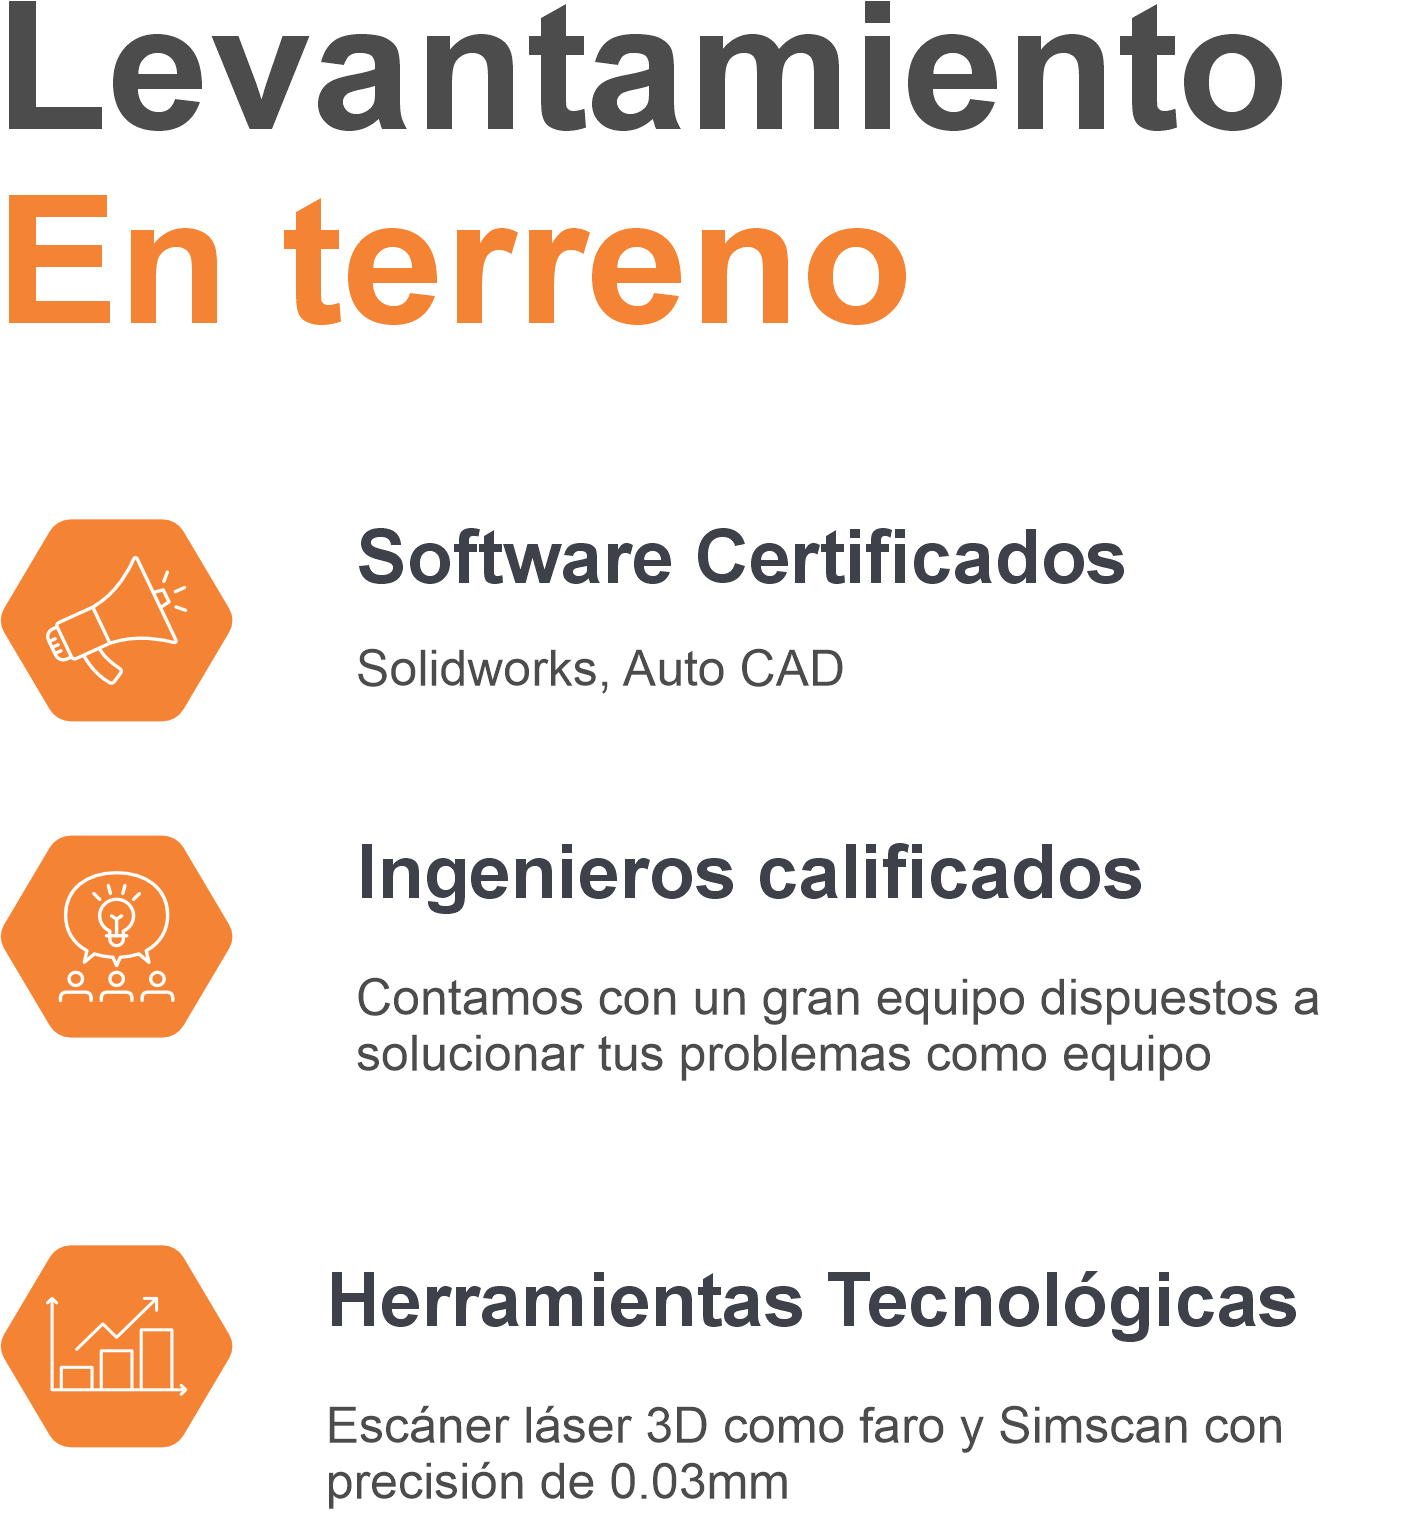 Levantamiento
En terreno
Software Certificados
Solidworks, Auto CAD
Ingenieros calificados
Contamos con un gran equipo dispuestos a
solucionar tus problemas como equipo
Herramientas Tecnológicas
Escáner láser 3D como faro y Simscan con
precisión de 0.03mm